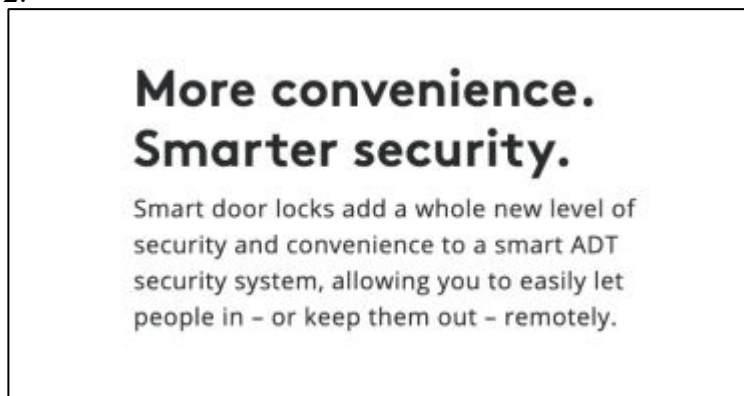 2.
More convenience.
Smarter security.
Smart door locks add a whole new level of
security and convenience to a smart ADT
security system, allowing you to easily let
people in – or keep them out – remotely.